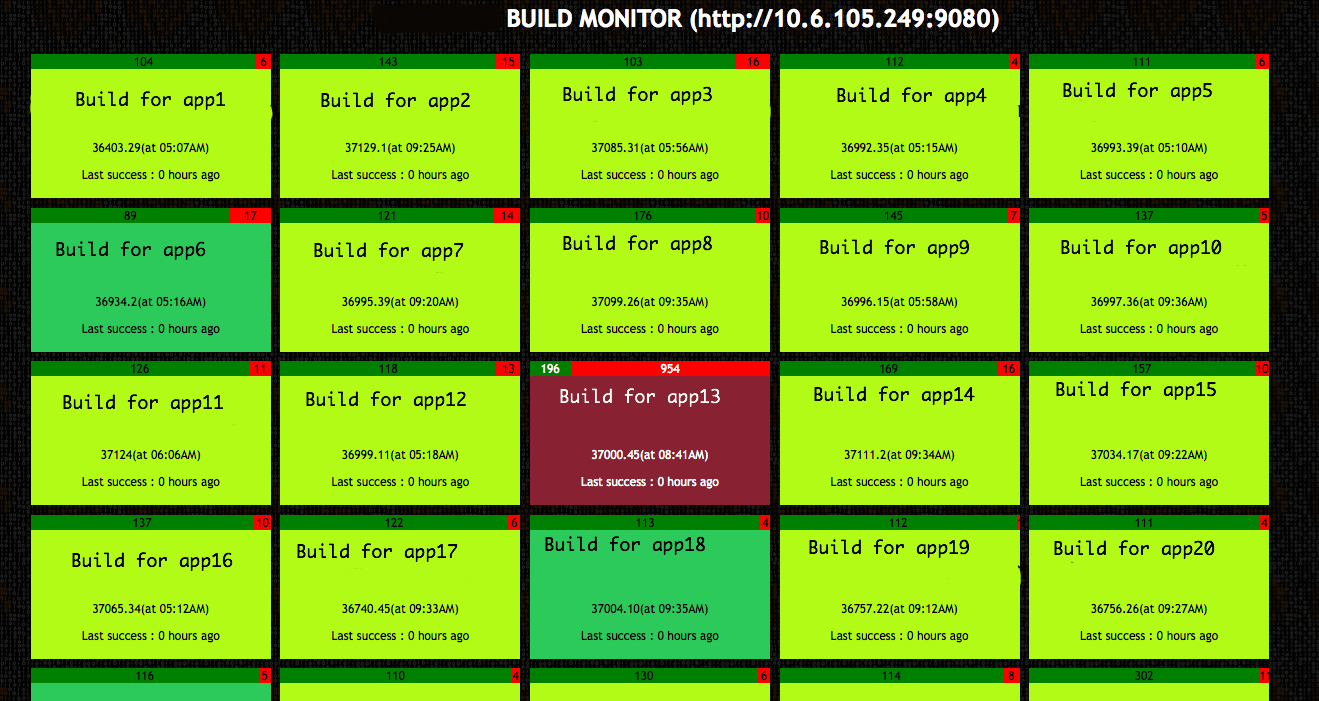 BUILD MONITOR (http://10.6.105.249:9080)
104 6 143 15 103 16 112 4 111 6
Build for app1 Build for app2 Build for app3 Build for app4 Build for app5
36403.29(at 05:07AM) 37129.1(at 09:25AM) 37085.31(at 05:56AM) 36992.35(at 05:15AM) 36993.39(at 05:10AM)
Last success : 0 hours ago Last success : 0 hours ago Last success : 0 hours ago Last success : 0 hours ago Last success : 0 hours ago
89 17 121 14 176 10 145 7 137 5
Build for app6 Build for app7 Build for app8 Build for app9 Build for app10
36934.2(at 05:16AM) 36995.39(at 09:20AM) 37099.26(at 09:35AM) 36996.15(at 05:58AM) 36997.36(at 09:36AM)
Last success : 0 hours ago Last success : 0 hours ago Last success : 0 hours ago Last success : 0 hours ago Last success : 0 hours ago
126 11 118 13 196 954 169 16 157 10
Build for app11 Build for app12 Build for app13 Build for app14 Build for app15
37124(at 06:06AM) 36999.11(at 05:18AM) 37000.45(at 08:41AM) 37111.2(at 09:34AM) 37034.17(at 09:22AM)
Last success : 0 hours ago Last success : 0 hours ago Last success : 0 hours ago Last success : 0 hours ago Last success : 0 hours ago
137 10 122 6 113 4 112 111 4
Build for app16 Build for app17 Build for app18 Build for app19 Build for app20
37065.34(at 05:12AM) 36740.45(at 09:33AM) 37004.10(at 09:35AM) 36757.22(at 09:12AM) 36756.26(at 09:27AM)
Last success : 0 hours ago Last success : 0 hours ago Last success : 0 hours ago Last success : 0 hours ago Last success : 0 hours ago
116 5 110 4 130 6 114 8 302